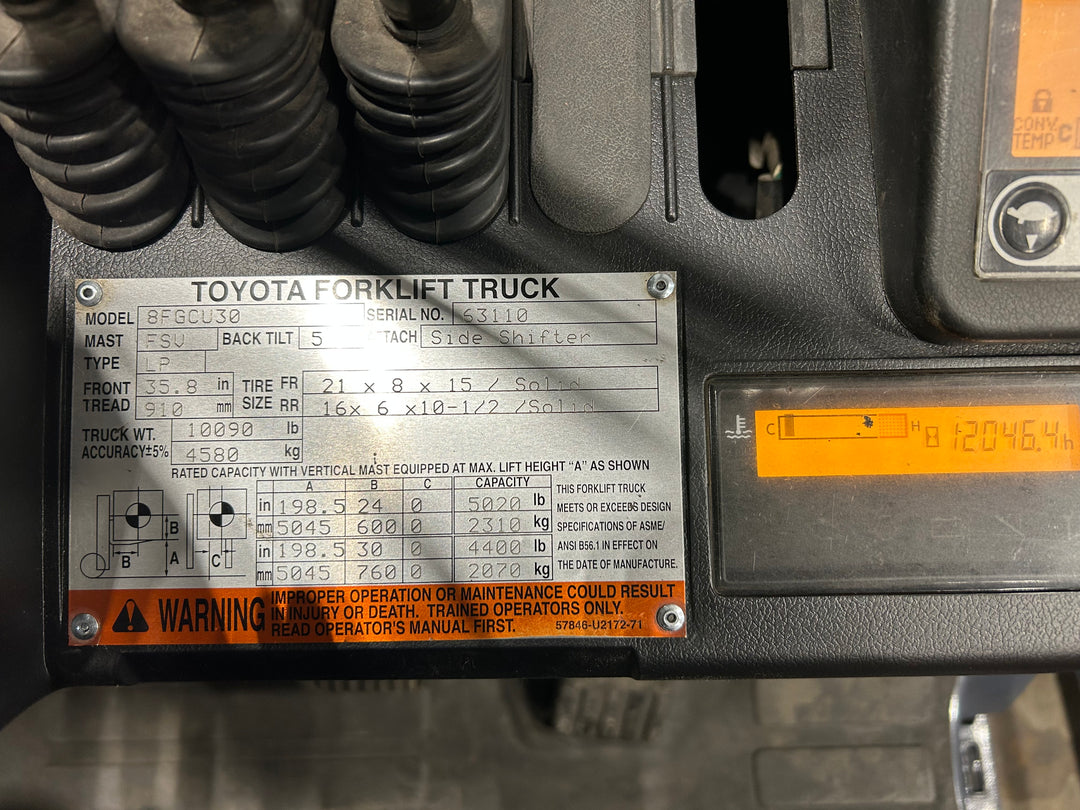 TOYOTA FORKLIFT TRUCK
MODEL 8FGCU30 SERIAL NO. 63110
MAST FSV BACK TILT 5 ATTACH Side Shifter
TYPE LP
FRONT TREAD 35.8 in 910 mm
TIRE SIZE FR 21 x 8 x 15 / Solid
RR 16x 6 x10-1/2 /Solid
TRUCK WT. 10090 lb
ACCURACY±5% 4580 kg
RATED CAPACITY WITH VERTICAL MAST EQUIPPED AT MAX. LIFT HEIGHT "A" AS SHOWN
A B C CAPACITY
in 198.5 24 0 5020 lb
mm 5045 600 0 2310 kg
in 198.5 30 0 4400 lb
mm 5045 760 0 2070 kg
B
B A C
THIS FORKLIFT TRUCK
MEETS OR EXCEEDS DESIGN
SPECIFICATIONS OF ASME/
ANSI B56.1 IN EFFECT ON
THE DATE OF MANUFACTURE.
WARNING
IMPROPER OPERATION OR MAINTENANCE COULD RESULT
IN INJURY OR DEATH. TRAINED OPERATORS ONLY.
READ OPERATOR'S MANUAL FIRST. 57846-U2172-71
CONV
TEMP C
C H 12046.4h